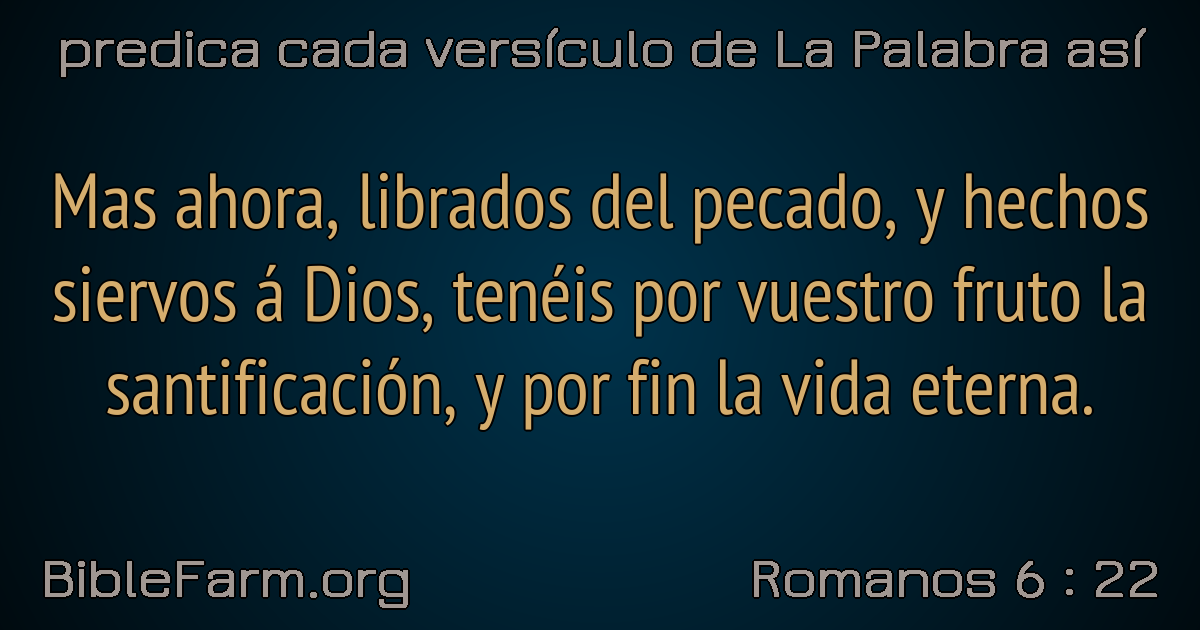 predica cada versículo de La Palabra así
Mas ahora, librados del pecado, y hechos
siervos á Dios, tenéis por vuestro fruto la
santificación, y por fin la vida eterna.
BibleFarm.org
Romanos 6 : 22